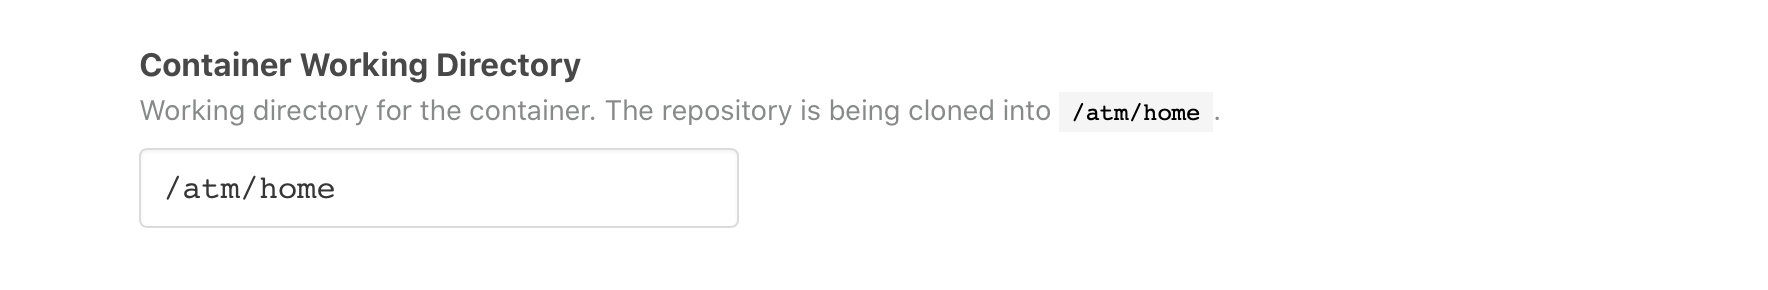 Container Working Directory
Working directory for the container. The repository is being cloned into /atm/home.
/atm/home